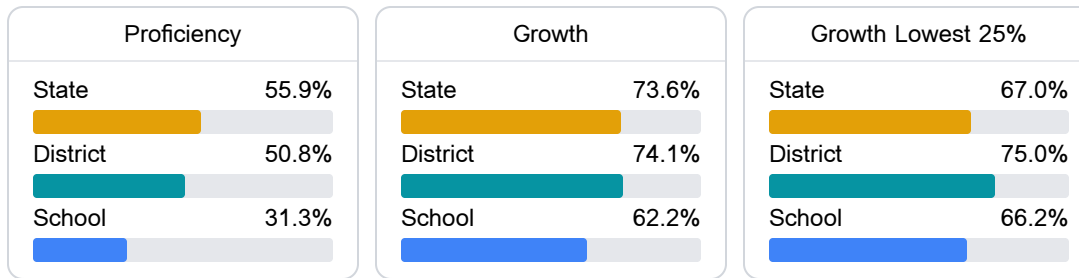 Proficiency
State 55.9%
District 50.8%
School 31.3%
Growth
State 73.6%
District 74.1%
School 62.2%
Growth Lowest 25%
State 67.0%
District 75.0%
School 66.2%